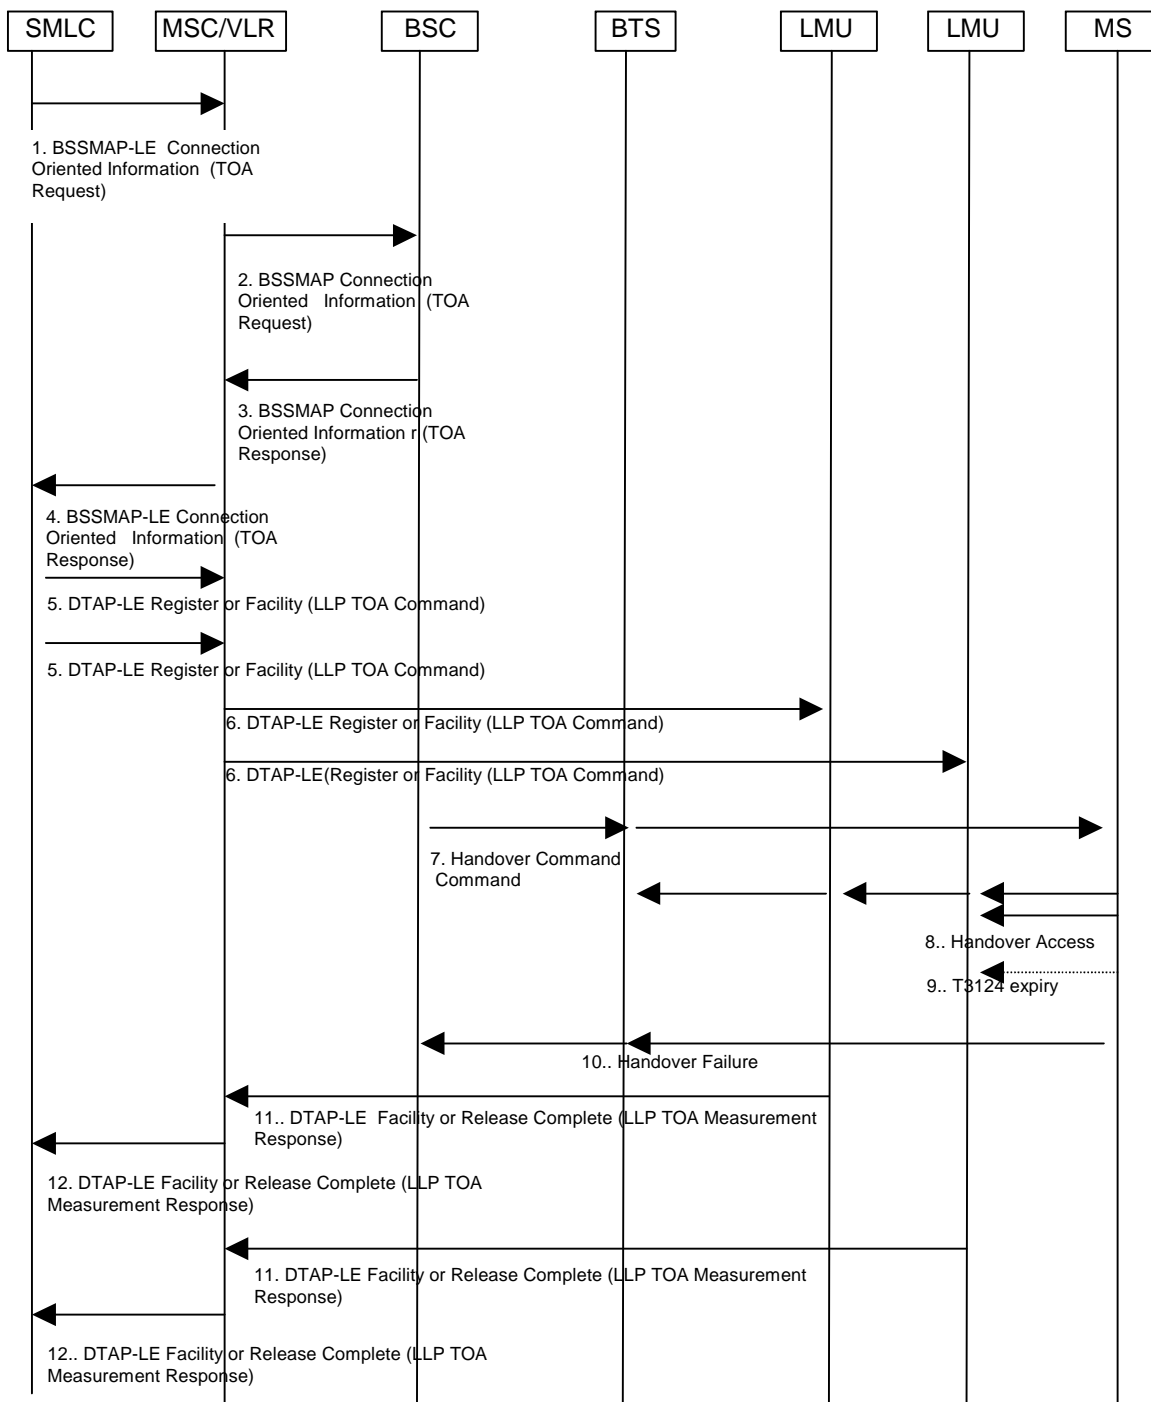 SMLC MSC/VLR BSC BTS LMU LMU MS
1. BSSMAP-LE Connection
Oriented Information (TOA
Request)
2. BSSMAP Connection
Oriented Information (TOA
Request)
3. BSSMAP Connection
Oriented Information r (TOA
Response)
4. BSSMAP-LE Connection
Oriented Information (TOA
Response)
5. DTAP-LE Register or Facility (LLP TOA Command)
5. DTAP-LE Register or Facility (LLP TOA Command)
6. DTAP-LE Register or Facility (LLP TOA Command)
6. DTAP-LE(Register or Facility (LLP TOA Command)
7. Handover Command
Command
8.. Handover Access
9.. T3124 expiry
10.. Handover Failure
11.. DTAP-LE Facility or Release Complete (LLP TOA Measurement
Response)
12. DTAP-LE Facility or Release Complete (LLP TOA
Measurement Response)
11. DTAP-LE Facility or Release Complete (LLP TOA Measurement
Response)
12.. DTAP-LE Facility or Release Complete (LLP TOA
Measurement Response)